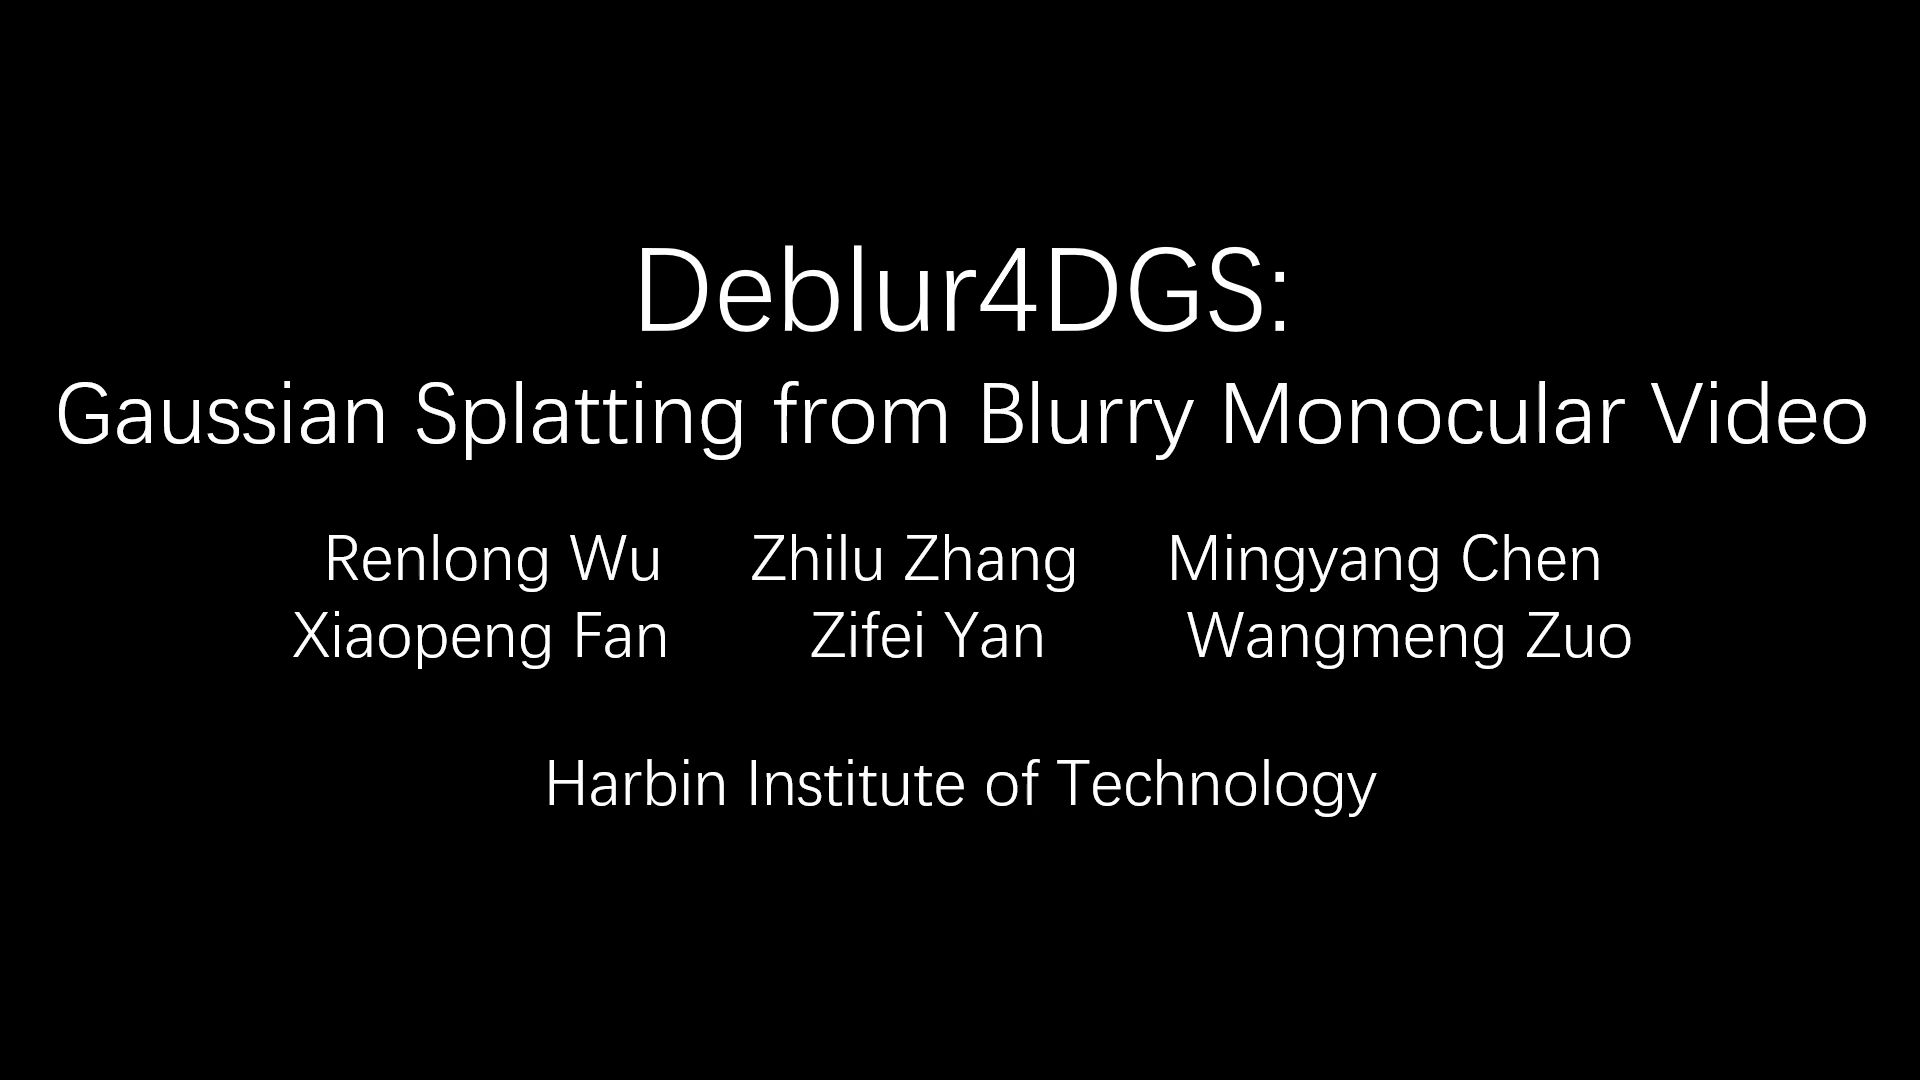 Deblur4DGS:
Gaussian Splatting from Blurry Monocular Video
Renlong Wu Zhilu Zhang Mingyang Chen
Xiaopeng Fan Zifei Yan Wangmeng Zuo
Harbin Institute of Technology